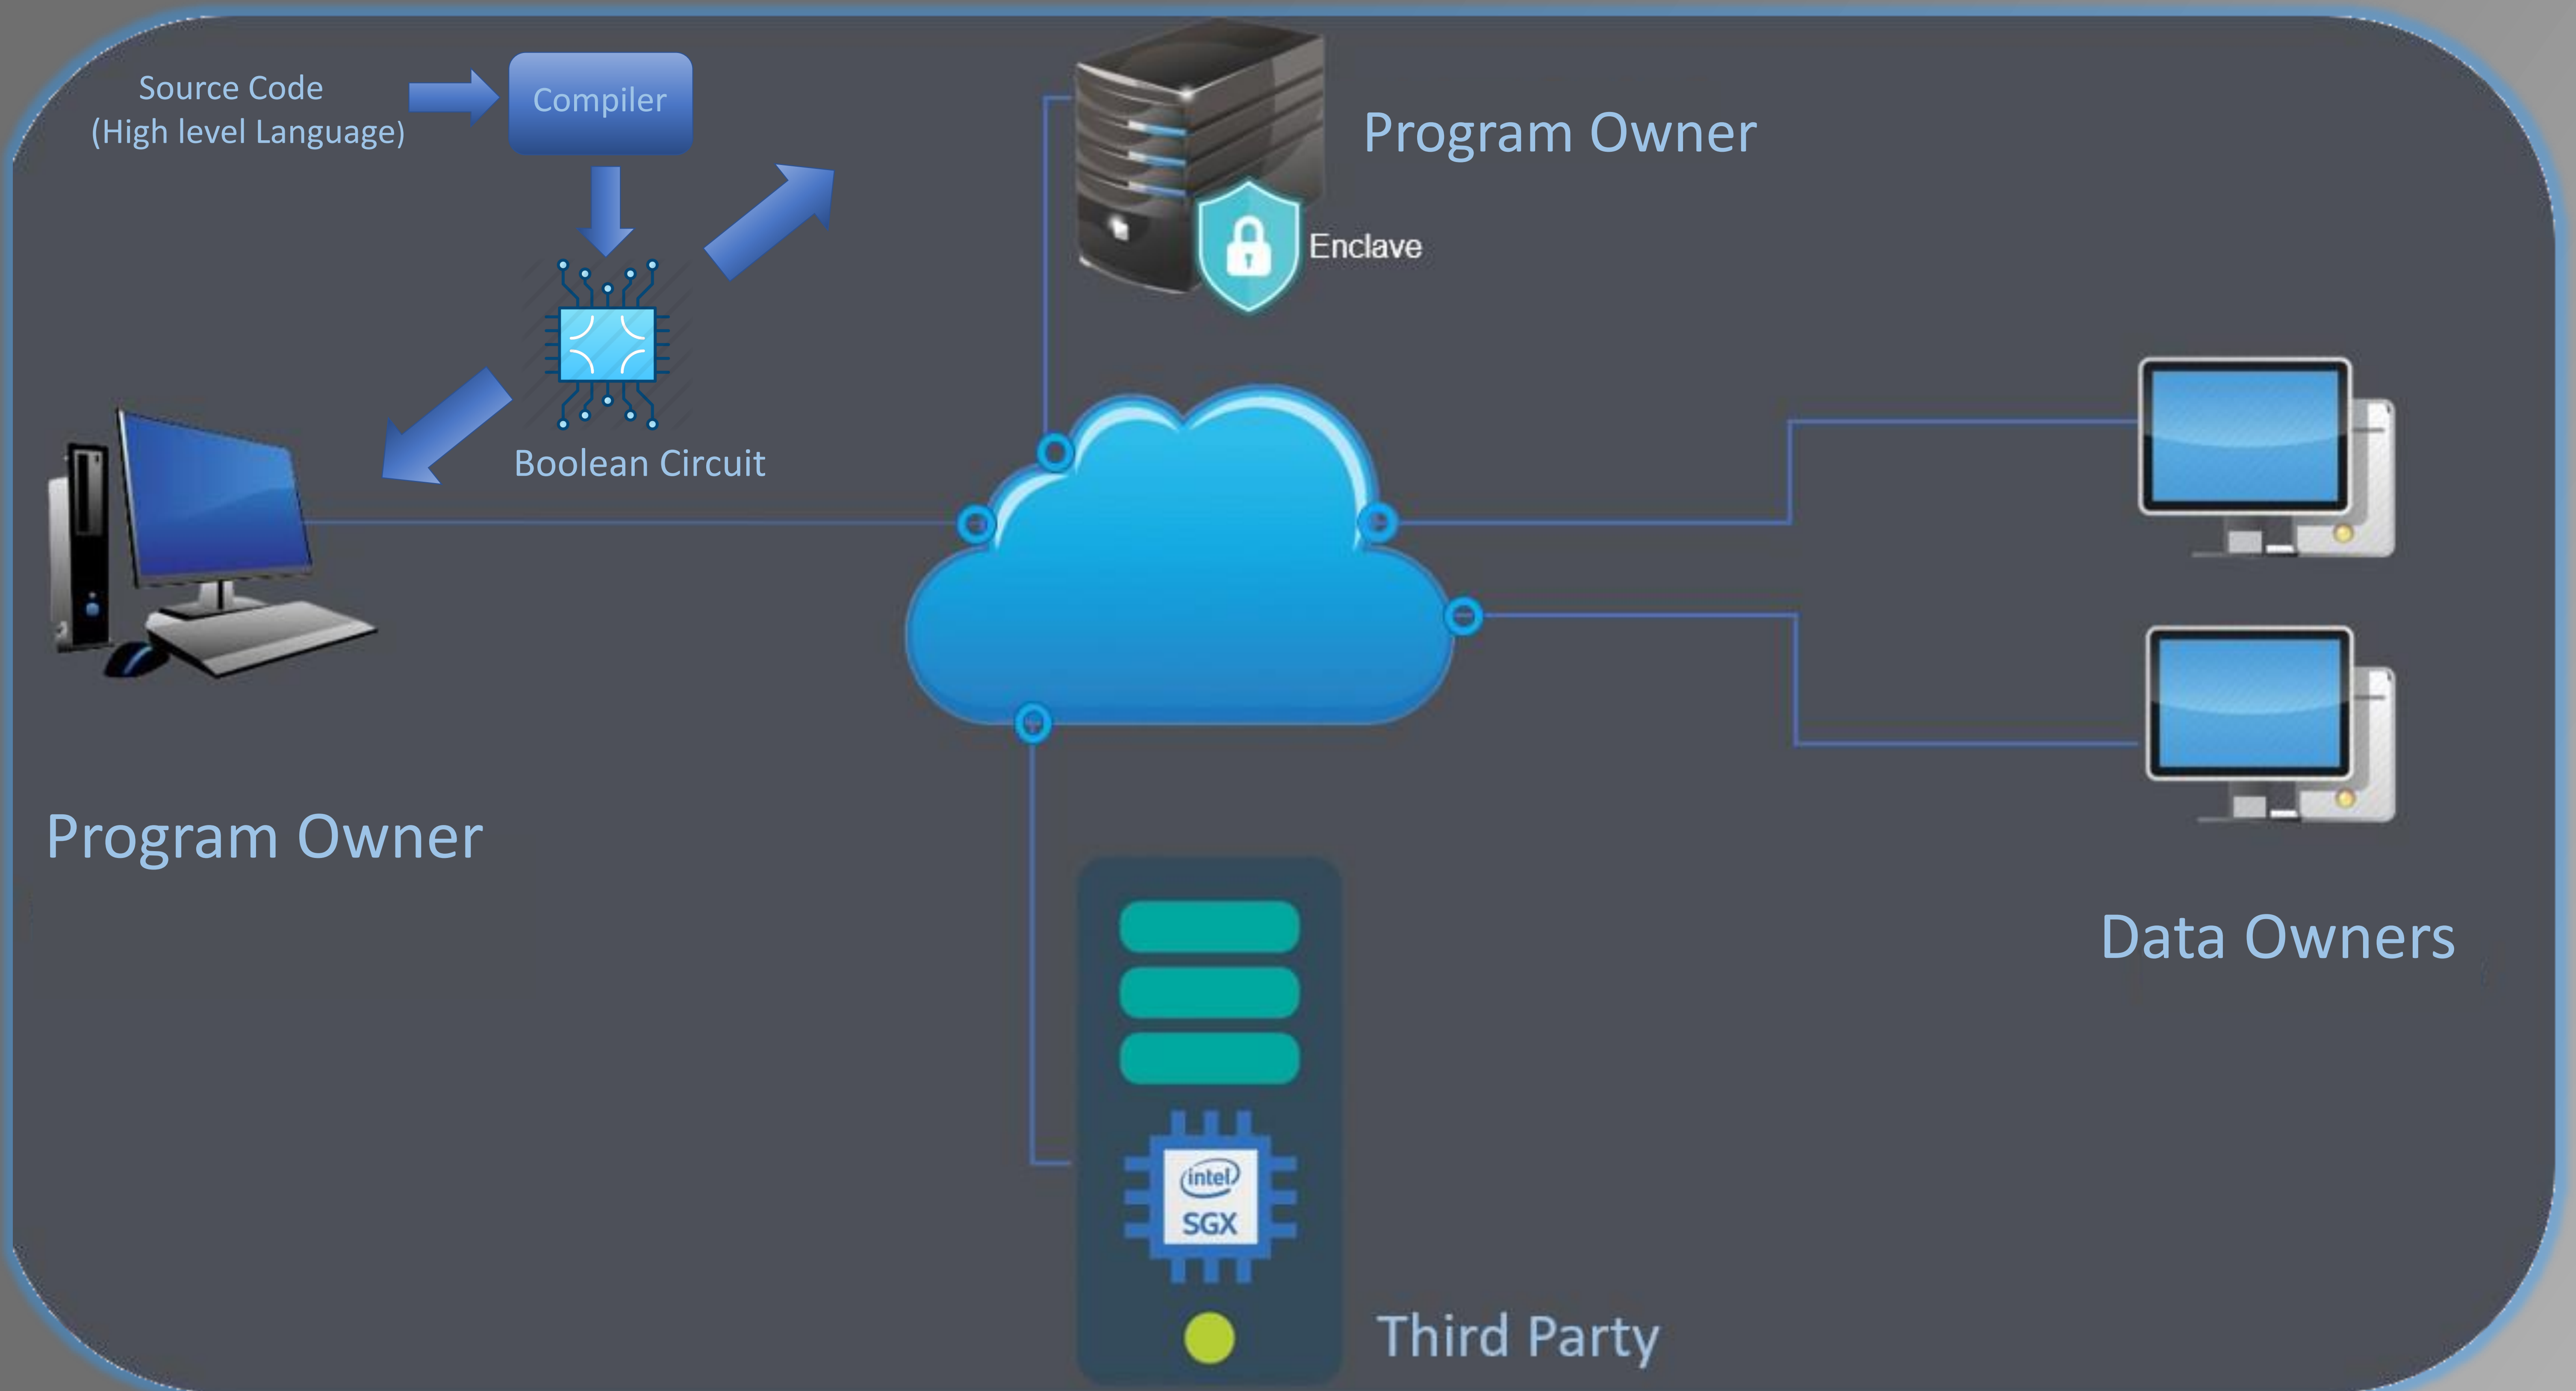 Source Code
(High level Language)
Compiler
Boolean Circuit
Program Owner
Enclave
Program Owner
Data Owners
intel
SGX
Third Party